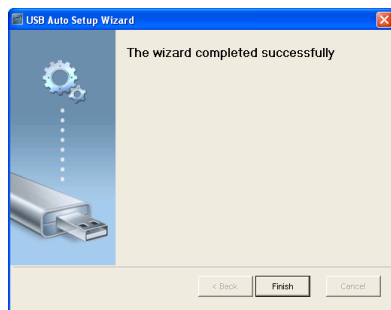 USB Auto Setup Wizard
The wizard completed successfully
< Back Finish Cancel